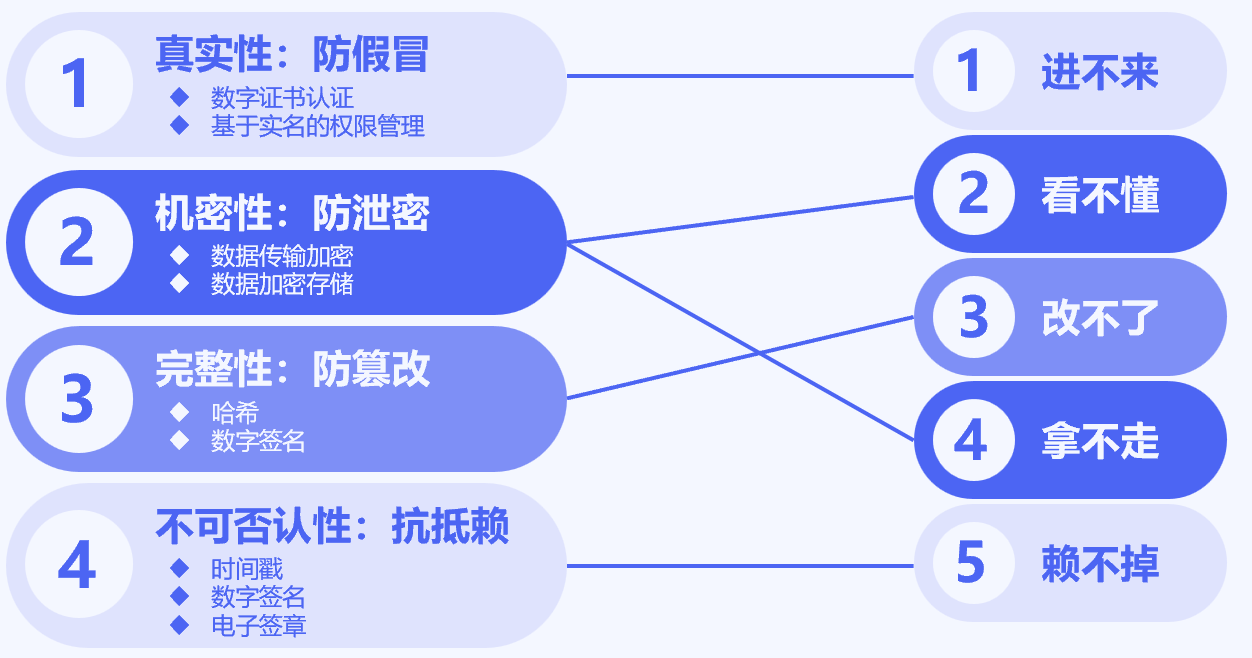 1
真实性：防假冒
数字证书认证
基于实名的权限管理
2
机密性：防泄密
数据传输加密
数据加密存储
3
完整性：防篡改
哈希
数字签名
4
不可否认性：抗抵赖
时间戳
数字签名
电子签章
1
进不来
2
看不懂
3
改不了
4
拿不走
5
赖不掉